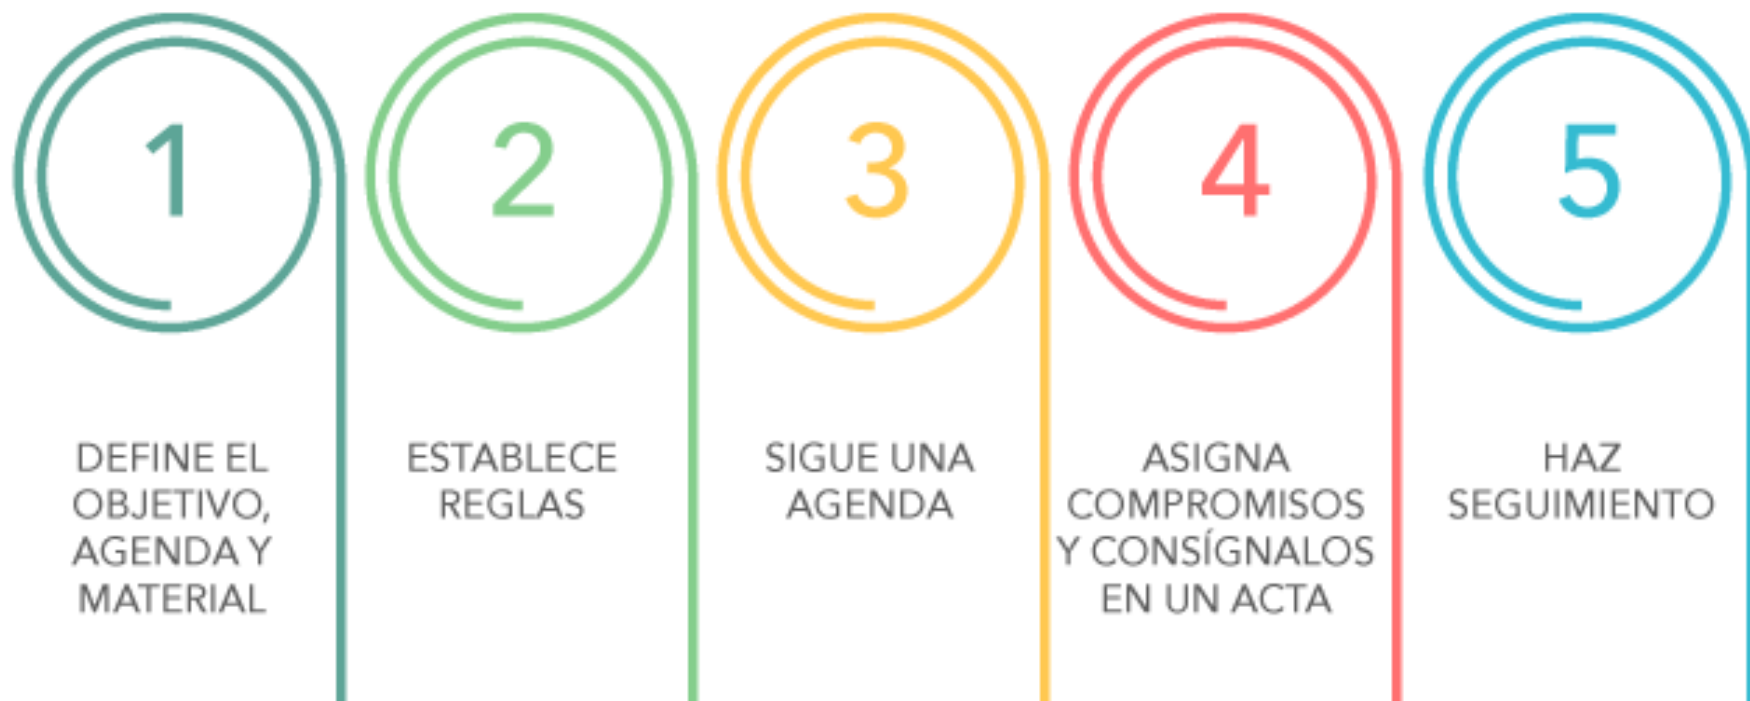 1
DEFINE EL
OBJETIVO,
AGENDA Y
MATERIAL
2
ESTABLECE
REGLAS
3
SIGUE UNA
AGENDA
4
ASIGNA
COMPROMISOS
Y CONSÍGNALOS
EN UN ACTA
5
HAZ
SEGUIMIENTO